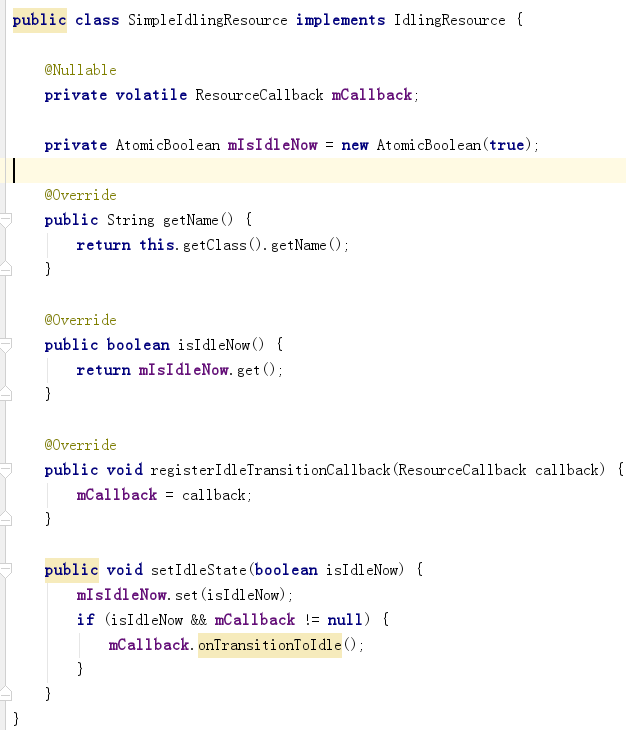 public class SimpleIdlingResource implements IdlingResource {
@Nullable
private volatile ResourceCallback mCallback;
private AtomicBoolean mIsIdleNow = new AtomicBoolean(true);
@Override
public String getName() {
return this.getClass().getName();
}
@Override
public boolean isIdleNow() {
return mIsIdleNow.get();
}
@Override
public void registerIdleTransitionCallback(ResourceCallback callback) {
mCallback = callback;
}
public void setIdleState(boolean isIdleNow) {
mIsIdleNow.set(isIdleNow);
if (isIdleNow && mCallback != null) {
mCallback.onTransitionToIdle();
}
}
}